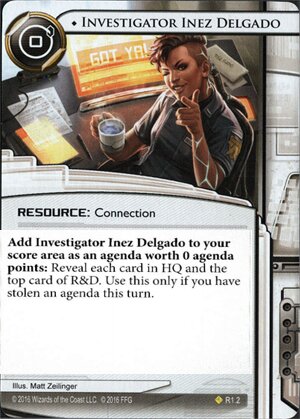 • Investigator Inez Delgado
GOT YA!
RESOURCE: Connection
Add Investigator Inez Delgado to your
score area as an agenda worth 0 agenda
points: Reveal each card in HQ and the
top card of R&D. Use this only if you have
stolen an agenda this turn.
Illus. Matt Zeilinger
© 2016 Wizards of the Coast LLC © 2016 FFG
R1 2